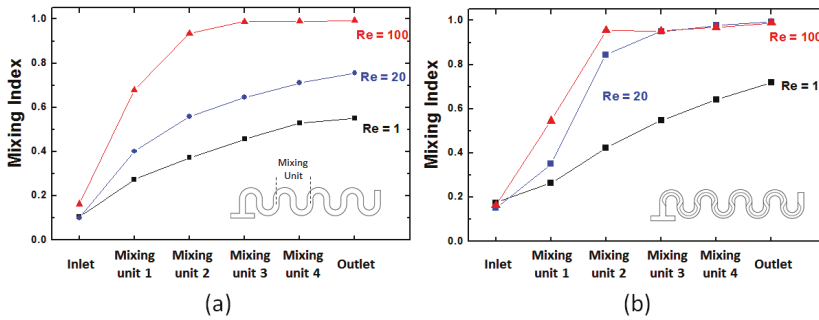 Mixing Index
1.0
0.8
0.6
0.4
0.2
0.0
Re = 100
Re = 20
Re = 1
Mixing
Unit
Inlet
Mixing
unit 1
Mixing
unit 2
Mixing
unit 3
Mixing
unit 4
Outlet
(a)
Mixing Index
1.0
0.8
0.6
0.4
0.2
0.0
Re = 100
Re = 20
Re = 1
Inlet
Mixing
unit 1
Mixing
unit 2
Mixing
unit 3
Mixing
unit 4
Outlet
(b)